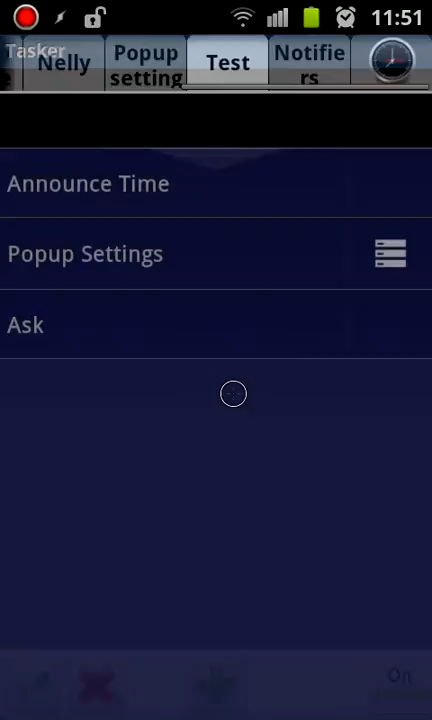 11:51
Tasker
Nelly
Popup
setting
Test
Notifie
rs
Announce Time
Popup Settings
Ask
On